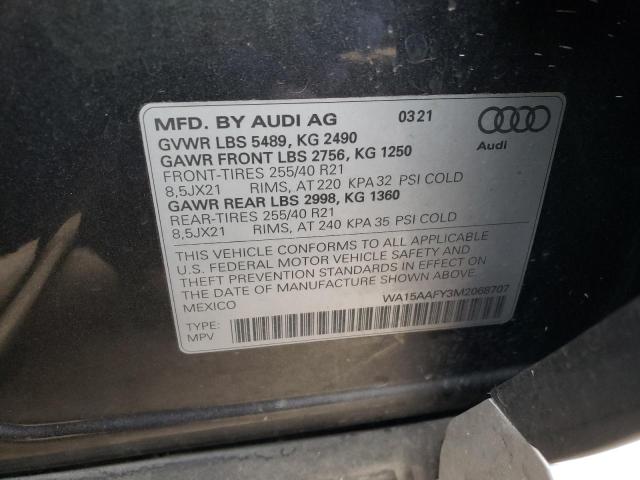 MFD. BY AUDI AG 0321
GVWR LBS 5489, KG 2490
GAWR FRONT LBS 2756, KG 1250
FRONT-TIRES 255/40 R21
8,5JX21 RIMS, AT 220 KPA 32 PSI COLD
GAWR REAR LBS 2998, KG 1360
REAR-TIRES 255/40 R21
8,5JX21 RIMS, AT 240 KPA 35 PSI COLD
Audi
THIS VEHICLE CONFORMS TO ALL APPLICABLE
U.S. FEDERAL MOTOR VEHICLE SAFETY AND
THEFT PREVENTION STANDARDS IN EFFECT ON
THE DATE OF MANUFACTURE SHOWN ABOVE.
MEXICO
WA15AAFY3M2068707
TYPE:
MPV